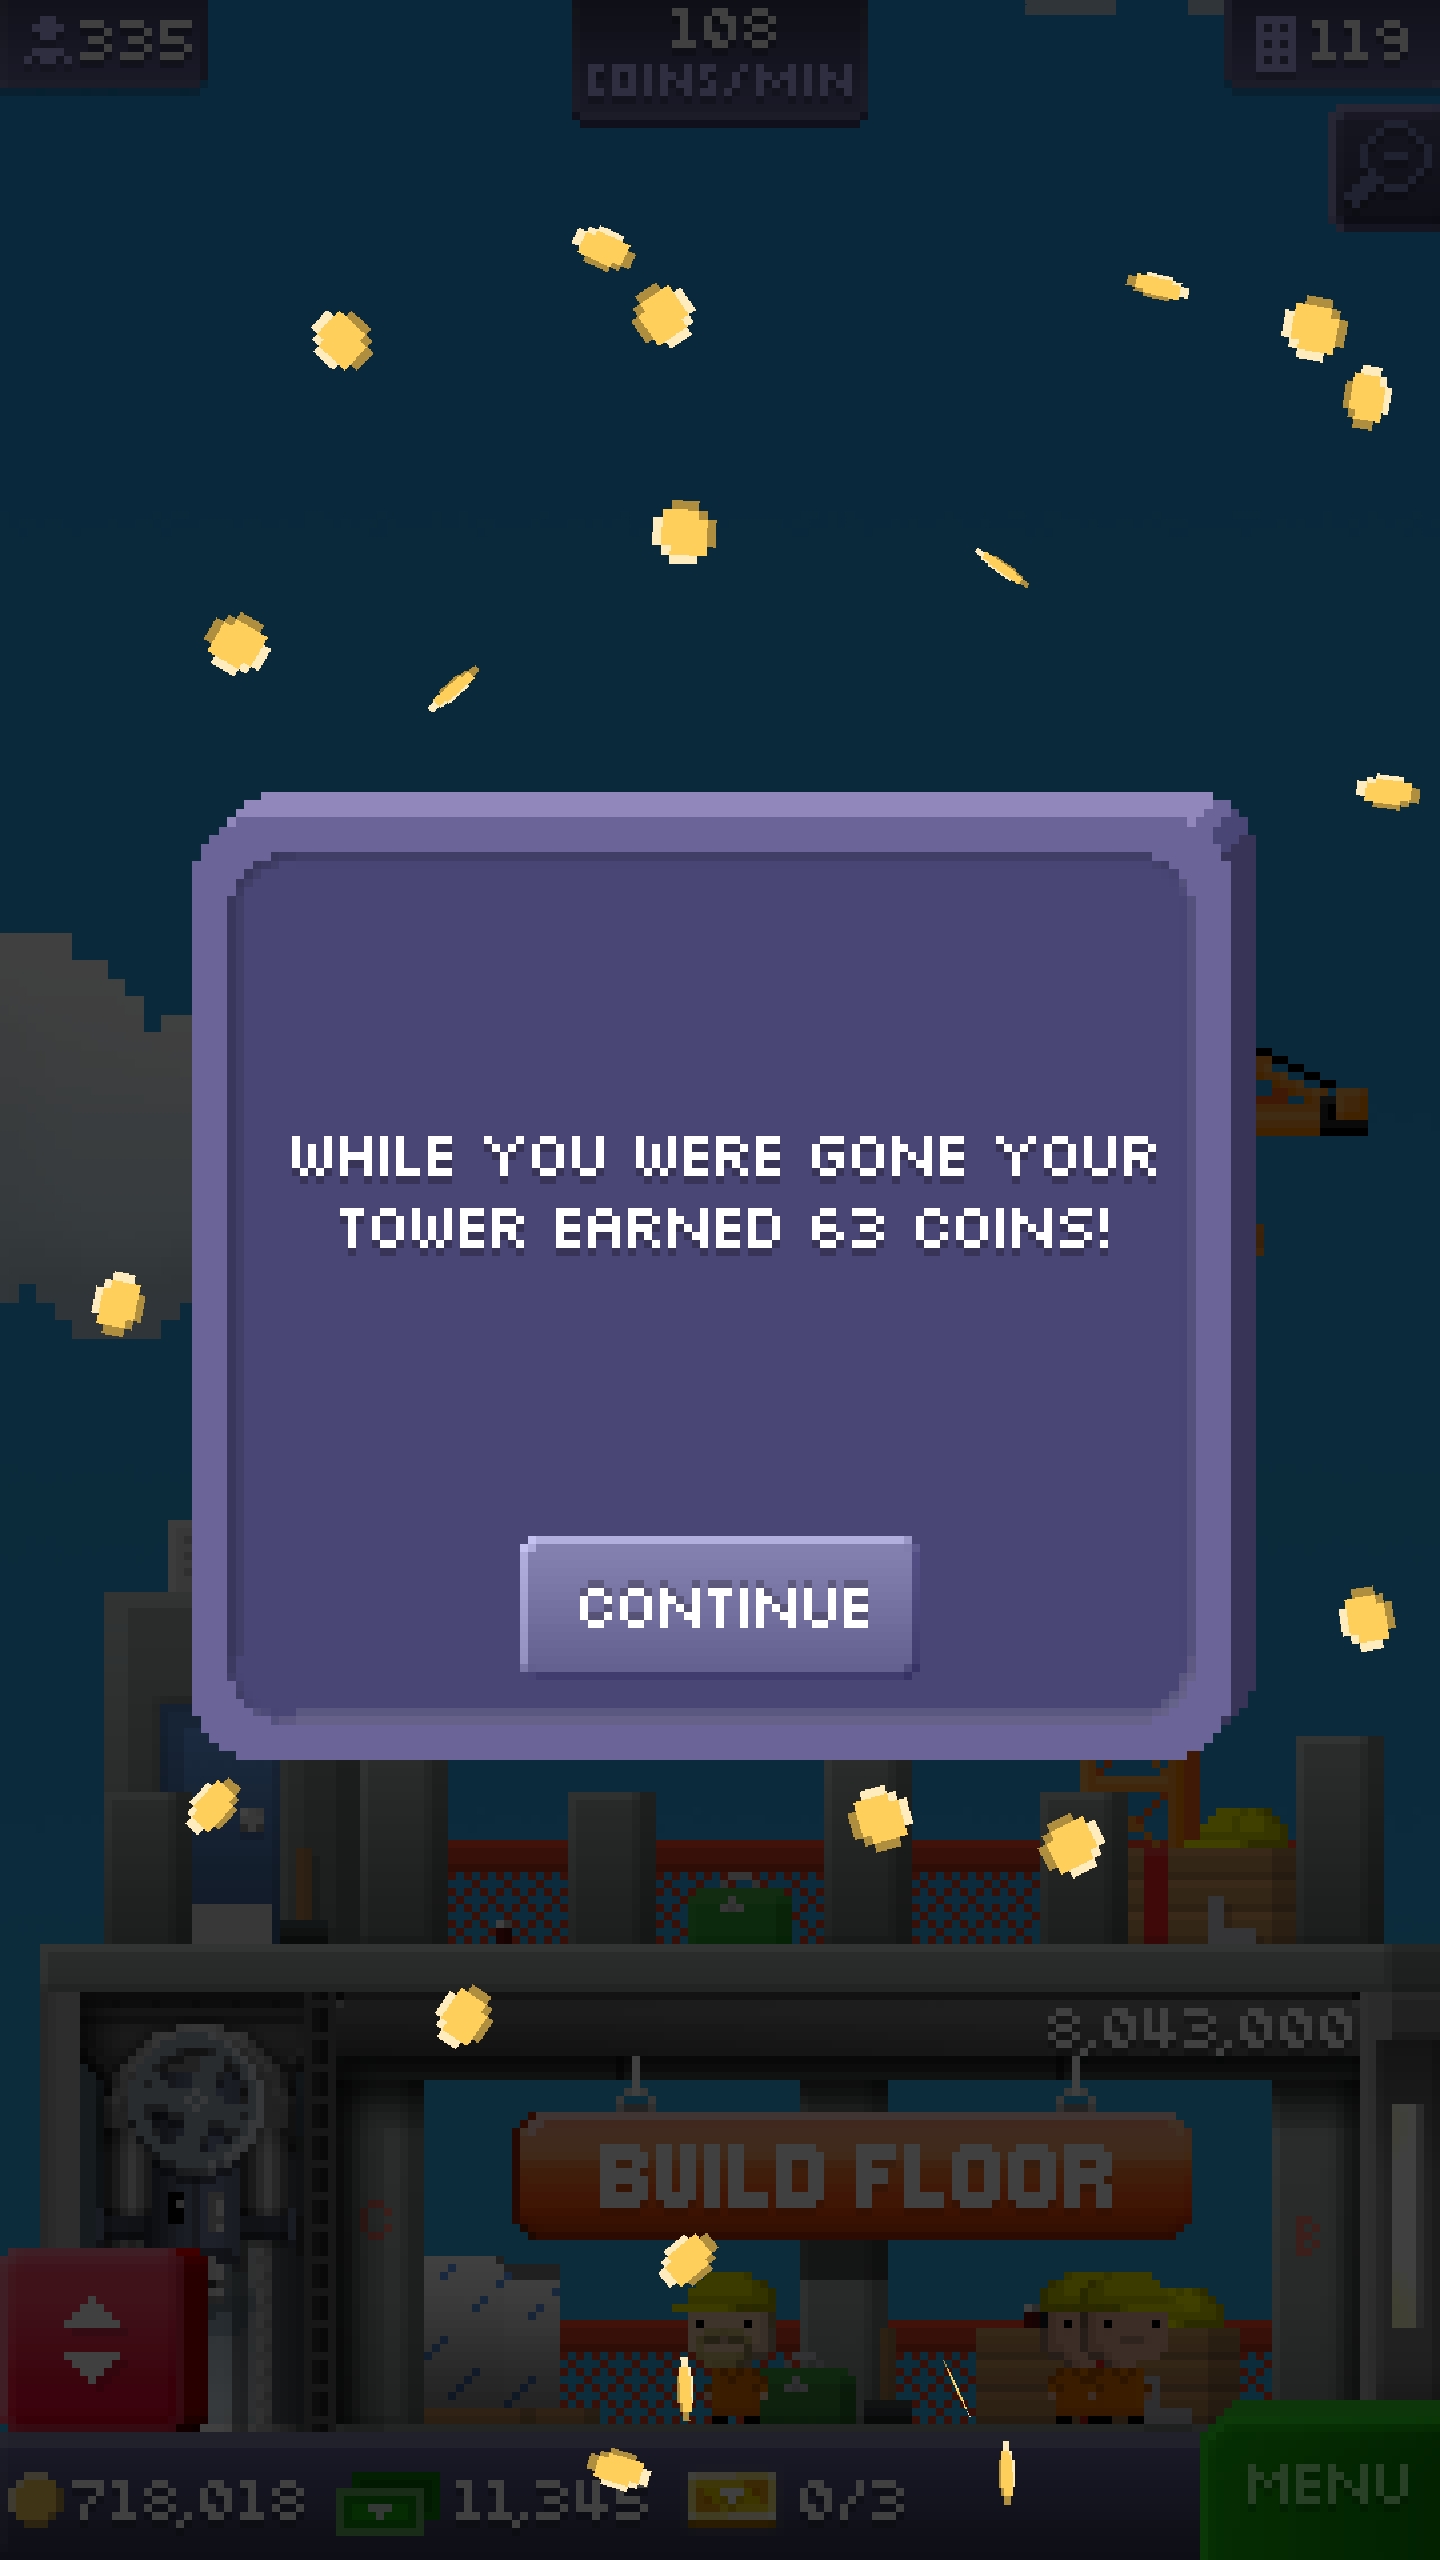 335
108
COINS/MIN
119
WHILE YOU WERE GONE YOUR
TOWER EARNED 63 COINS!
CONTINUE
8,043,000
BUILD FLOOR
C
B
718,018
11,345
0/3
MENU